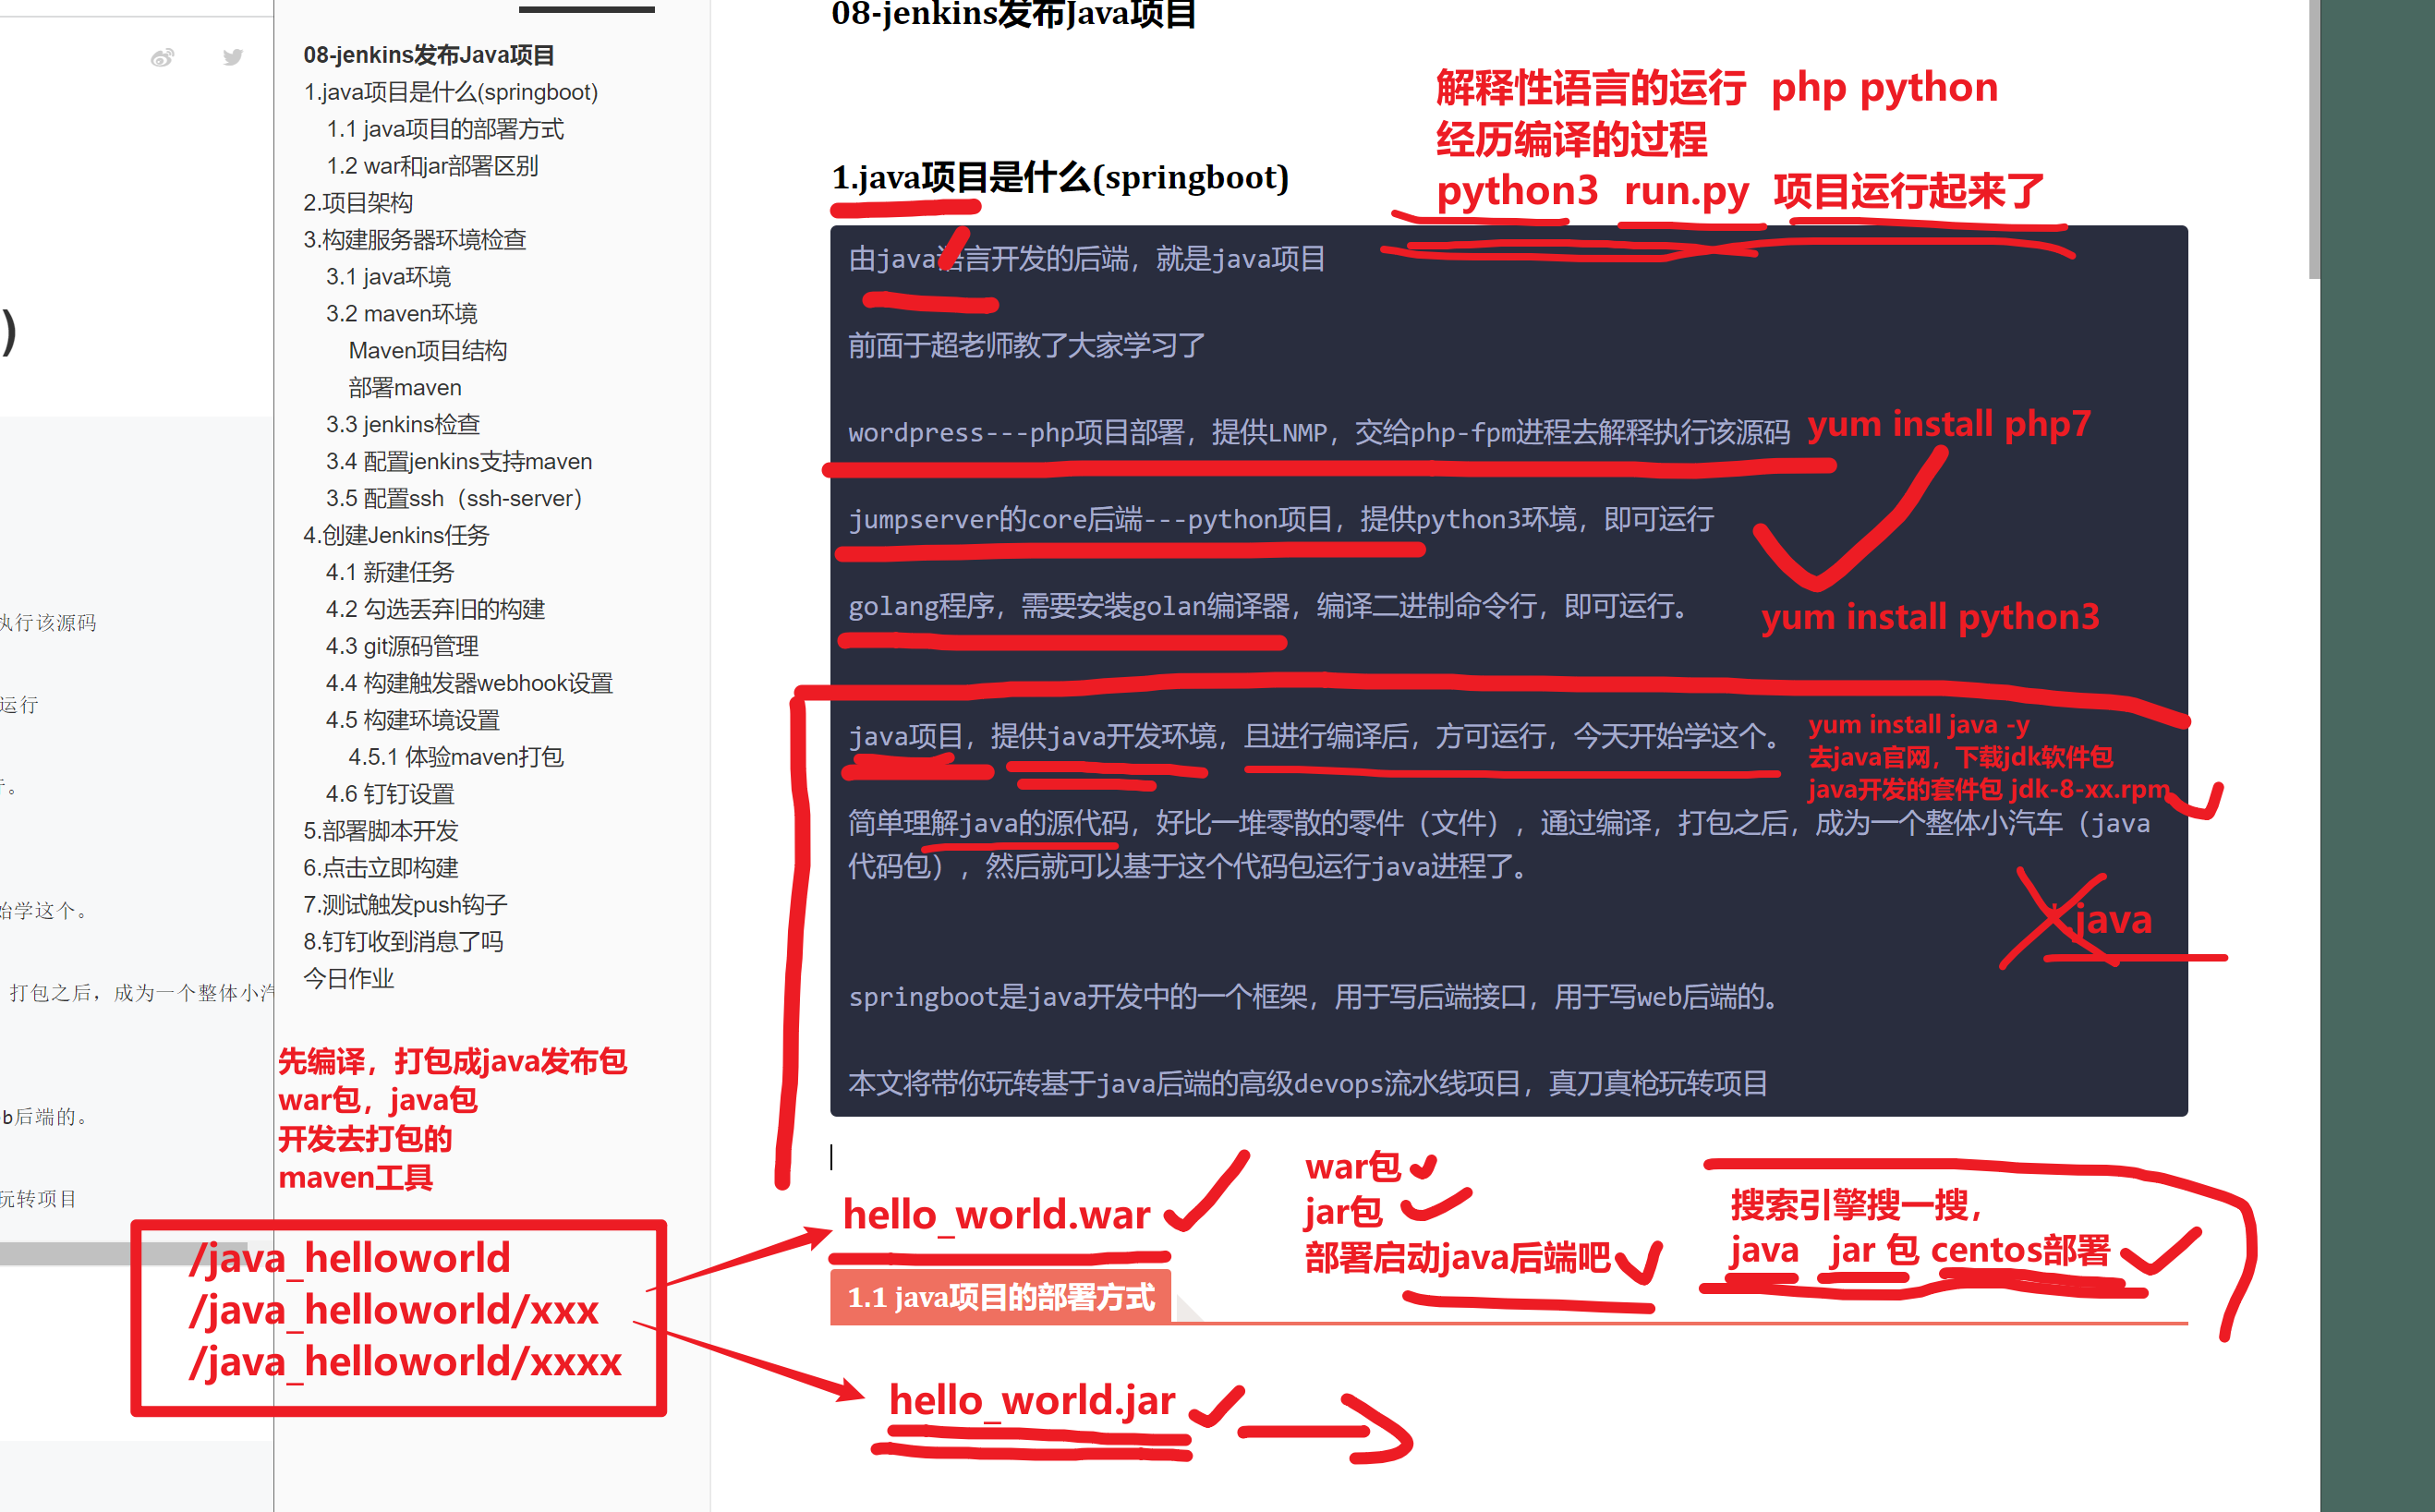 )
执行该源码
运行
始学这个。
打包之后，成为一个整体小汽
b后端的。
玩转项目
08-jenkins发布Java项目
1.java项目是什么(springboot)
1.1 java项目的部署方式
1.2 war和jar部署区别
2.项目架构
3.构建服务器环境检查
3.1 java环境
3.2 maven环境
Maven项目结构
部署maven
3.3 jenkins检查
3.4 配置jenkins支持maven
3.5 配置ssh（ssh-server）
4.创建Jenkins任务
4.1 新建任务
4.2 勾选丢弃旧的构建
4.3 git源码管理
4.4 构建触发器webhook设置
4.5 构建环境设置
4.5.1 体验maven打包
4.6 钉钉设置
5.部署脚本开发
6.点击立即构建
7.测试触发push钩子
8.钉钉收到消息了吗
今日作业
先编译，打包成java发布包
war包，java包
开发去打包的
maven工具
/java_helloworld
/java_helloworld/xxx
/java_helloworld/xxxx
08-jenkins发布Java项目
解释性语言的运行 php python
经历编译的过程
python3 run.py 项目运行起来了
1.java项目是什么(springboot)
由java语言开发的后端，就是java项目
前面于超老师教了大家学习了
wordpress---php项目部署，提供LNMP，交给php-fpm进程去解释执行该源码
yum install php7
jumpserver的core后端---python项目，提供python3环境，即可运行
golang程序，需要安装golan编译器，编译二进制命令行，即可运行。
yum install python3
java项目，提供java开发环境，且进行编译后，方可运行，今天开始学这个。
yum install java -y
去java官网，下载jdk软件包
java开发的套件包 jdk-8-xx.rpm
简单理解java的源代码，好比一堆零散的零件（文件），通过编译，打包之后，成为一个整体小汽车（java
代码包），然后就可以基于这个代码包运行java进程了。
.java
springboot是java开发中的一个框架，用于写后端接口，用于写web后端的。
本文将带你玩转基于java后端的高级devops流水线项目，真刀真枪玩转项目
hello_world.war
war包
jar包
部署启动java后端吧
搜索引擎搜一搜，
java jar 包 centos部署
1.1 java项目的部署方式
hello_world.jar